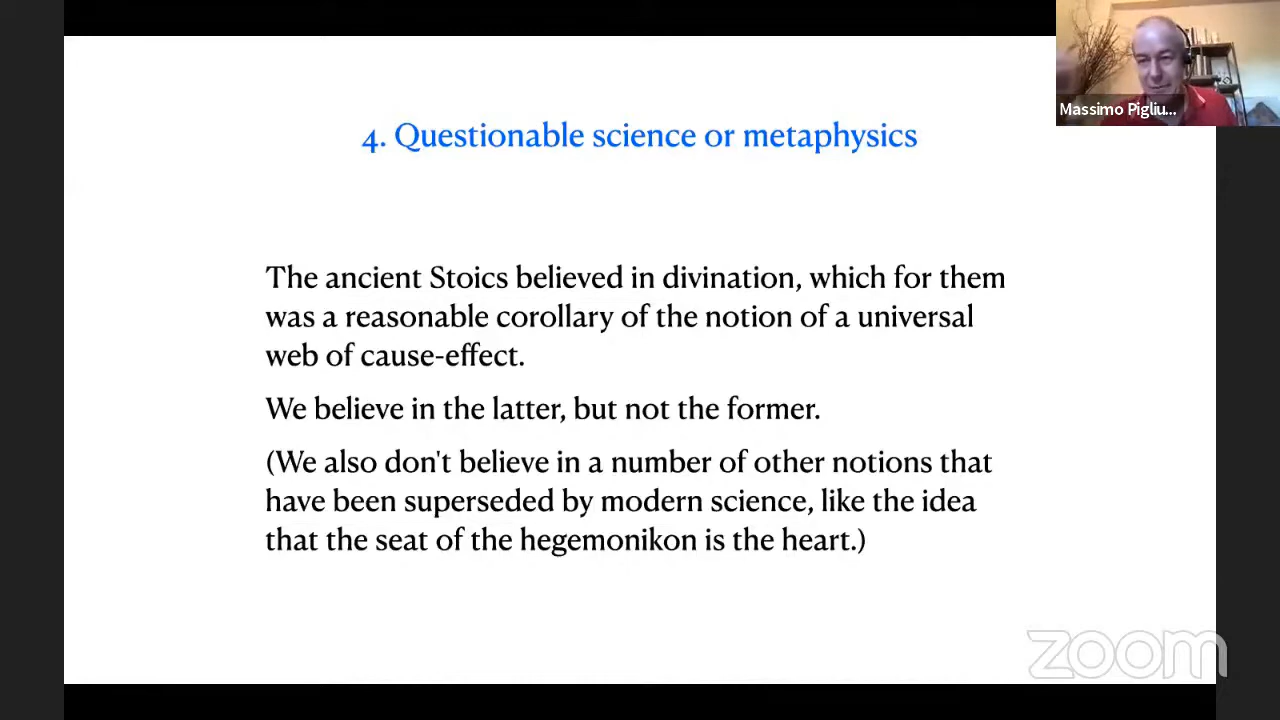 Massimo Pigliu...
4. Questionable science or metaphysics
The ancient Stoics believed in divination, which for them
was a reasonable corollary of the notion of a universal
web of cause-effect.
We believe in the latter, but not the former.
(We also don't believe in a number of other notions that
have been superseded by modern science, like the idea
that the seat of the hegemonikon is the heart.)
zoom